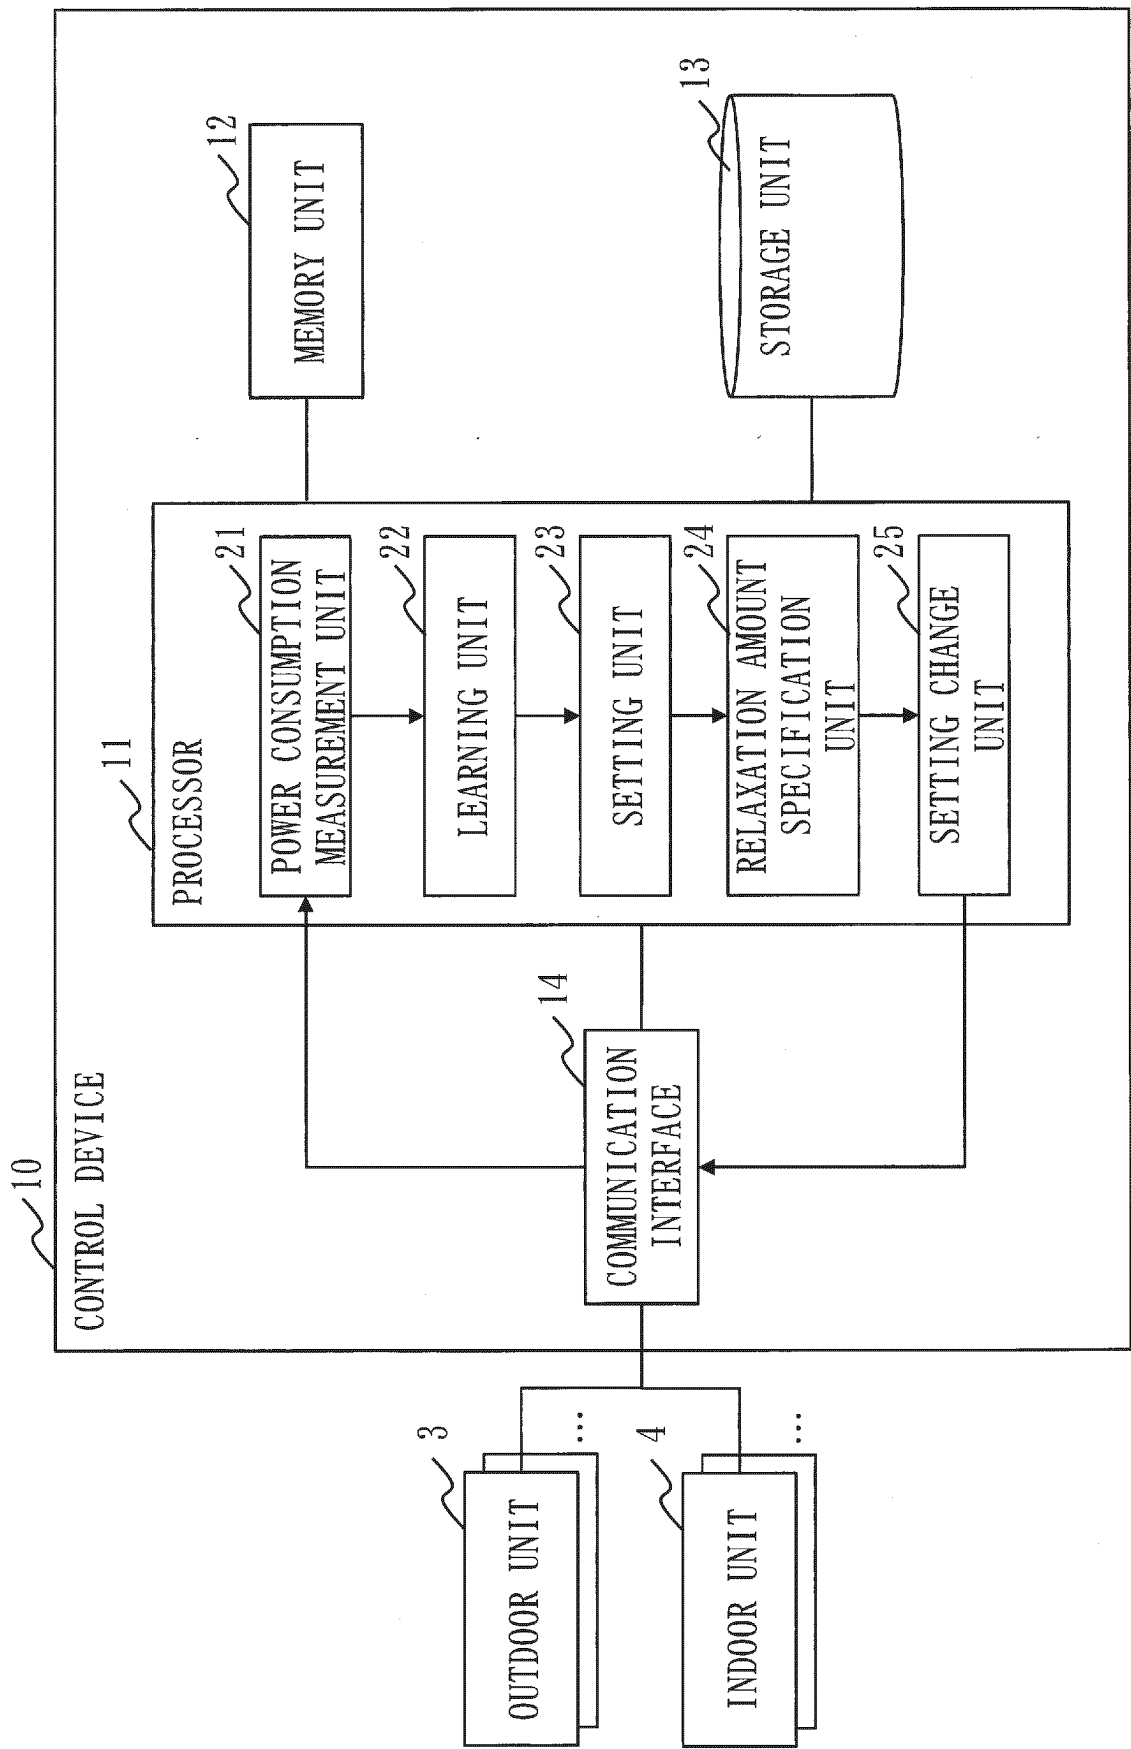 10
CONTROL DEVICE
11
PROCESSOR
21
POWER CONSUMPTION
MEASUREMENT UNIT
22
LEARNING UNIT
23
SETTING UNIT
24
RELAXATION AMOUNT
SPECIFICATION
UNIT
25
SETTING CHANGE
UNIT
12
MEMORY UNIT
13
STORAGE UNIT
14
COMMUNICATION
INTERFACE
3
OUTDOOR UNIT
...
4
INDOOR UNIT
...